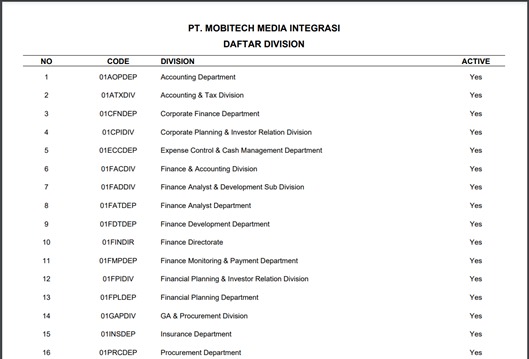 PT. MOBITECH MEDIA INTEGRASI
DAFTAR DIVISION
NO CODE DIVISION ACTIVE
1 01AOPDEP Accounting Department Yes
2 01ATXDIV Accounting & Tax Division Yes
3 01CFNDEP Corporate Finance Department Yes
4 01CPIDIV Corporate Planning & Investor Relation Division Yes
5 01ECCDEP Expense Control & Cash Management Department Yes
6 01FACDIV Finance & Accounting Division Yes
7 01FADDIV Finance Analyst & Development Sub Division Yes
8 01FATDEP Finance Analyst Department Yes
9 01FDTDEP Finance Development Department Yes
10 01FINDIR Finance Directorate Yes
11 01FMPDEP Finance Monitoring & Payment Department Yes
12 01FPIDIV Financial Planning & Investor Relation Division Yes
13 01FPLDEP Financial Planning Department Yes
14 01GAPDIV GA & Procurement Division Yes
15 01INSDEP Insurance Department Yes
16 01PRCDEP Procurement Department Yes